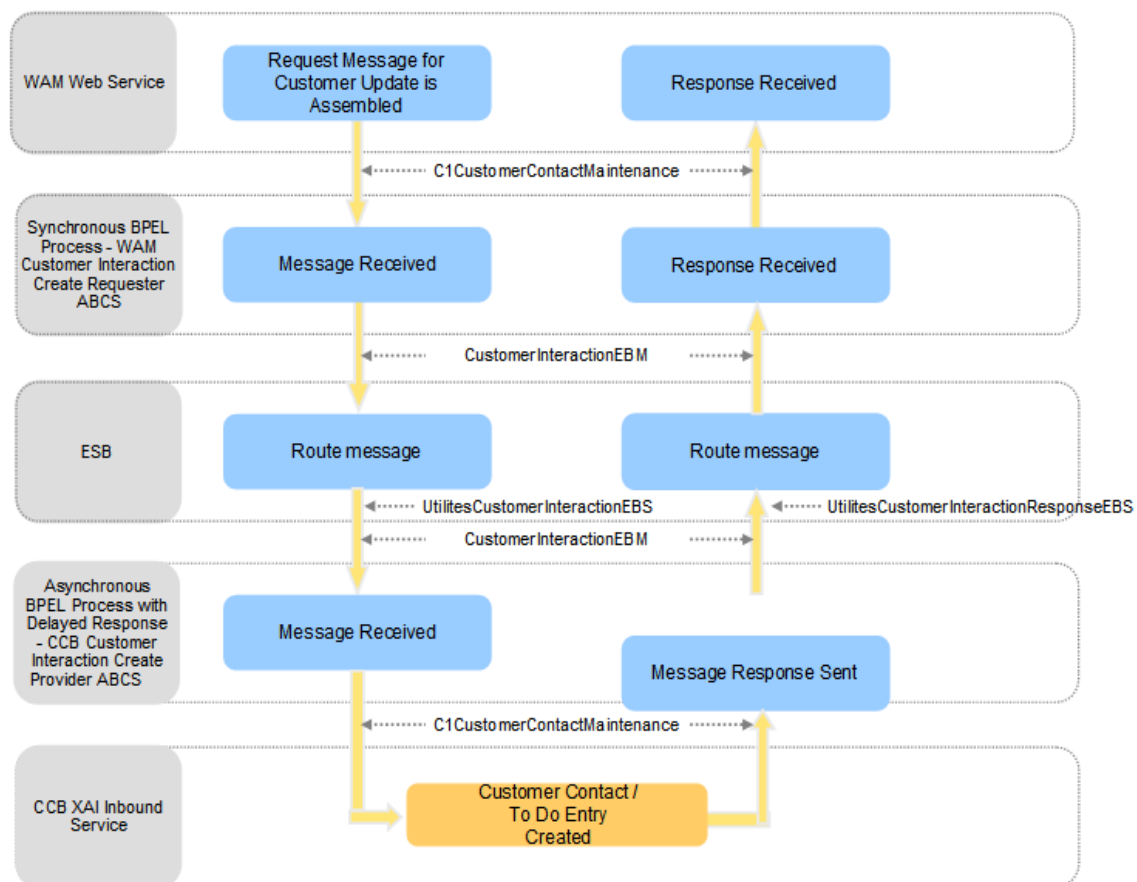 WAM Web Service
Request Message for
Customer Update is
Assembled
Response Received
C1CustomerContactMaintenance
Synchronous BPEL
Process - WAM
Customer Interaction
Create Requester
ABCS
Message Received
Response Received
CustomerInteractionEBM
ESB
Route message
Route message
UtilitesCustomerInteractionEBS
UtilitesCustomerInteractionResponseEBS
CustomerInteractionEBM
Asynchronous
BPEL Process with
Delayed Response
- CCB Customer
Interaction Create
Provider ABCS
Message Received
Message Response Sent
C1CustomerContactMaintenance
CCB XAI Inbound
Service
Customer Contact /
To Do Entry
Created